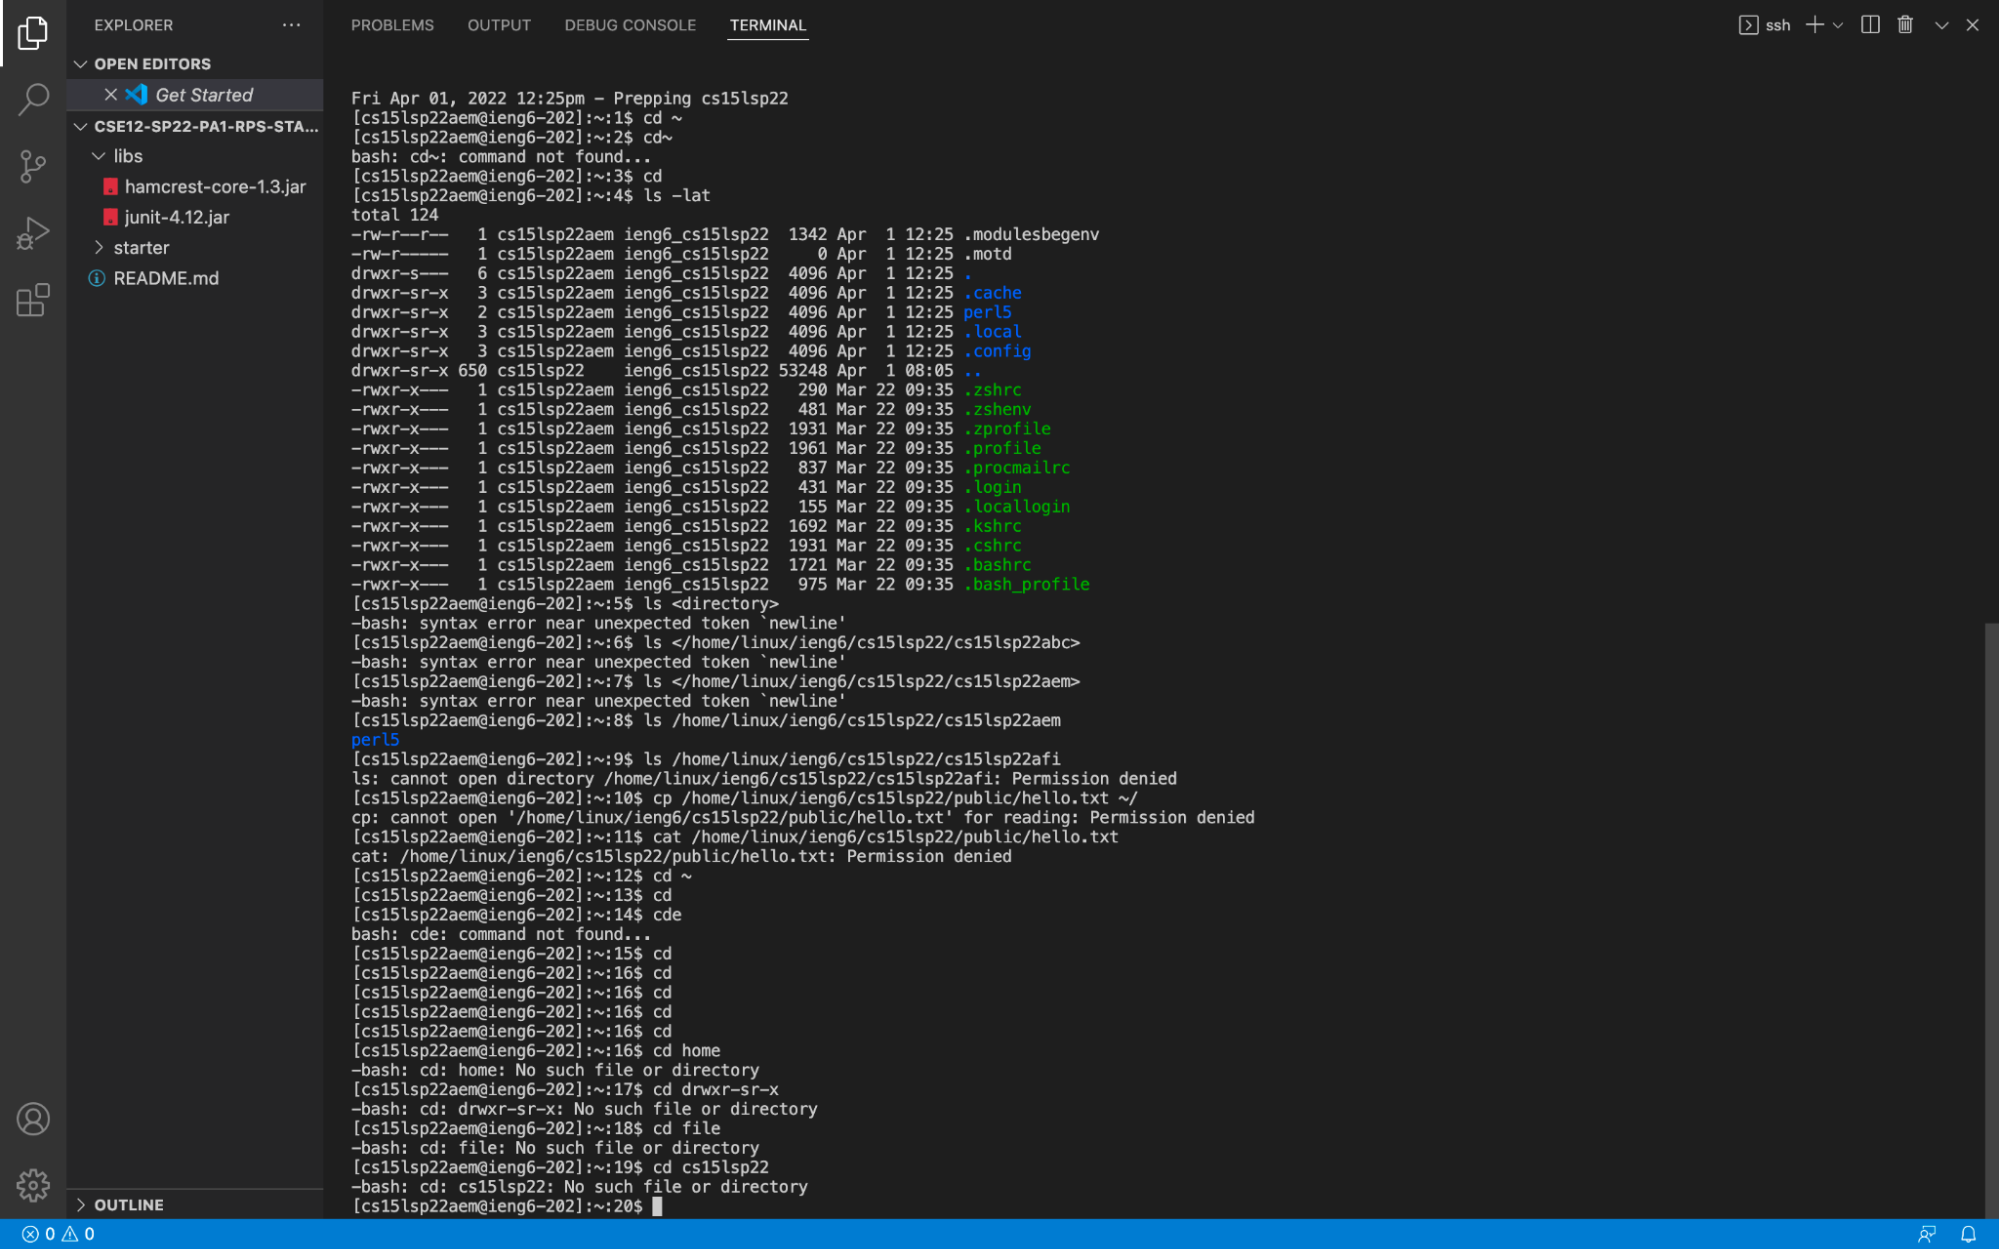 EXPLORER
OPEN EDITORS
Get Started
CSE12-SP22-PA1-RPS-STA...
libs
hamcrest-core-1.3.jar
junit-4.12.jar
starter
README.md
OUTLINE
PROBLEMS OUTPUT DEBUG CONSOLE TERMINAL
ssh
Fri Apr 01, 2022 12:25pm - Prepping cs15lsp22
[cs15lsp22aem@ieng6-202]:~:1$ cd ~
[cs15lsp22aem@ieng6-202]:~:2$ cd~
bash: cd~: command not found...
[cs15lsp22aem@ieng6-202]:~:3$ cd
[cs15lsp22aem@ieng6-202]:~:4$ ls -lat
total 124
-rw-r--r--   1 cs15lsp22aem ieng6_cs15lsp22  1342 Apr  1 12:25 .modulesbegenv
-rw-r-----   1 cs15lsp22aem ieng6_cs15lsp22     0 Apr  1 12:25 .motd
drwxr-s---   6 cs15lsp22aem ieng6_cs15lsp22  4096 Apr  1 12:25 .
drwxr-sr-x   3 cs15lsp22aem ieng6_cs15lsp22  4096 Apr  1 12:25 .cache
drwxr-sr-x   2 cs15lsp22aem ieng6_cs15lsp22  4096 Apr  1 12:25 perl5
drwxr-sr-x   3 cs15lsp22aem ieng6_cs15lsp22  4096 Apr  1 12:25 .local
drwxr-sr-x   3 cs15lsp22aem ieng6_cs15lsp22  4096 Apr  1 12:25 .config
drwxr-sr-x 650 cs15lsp22    ieng6_cs15lsp22 53248 Apr  1 08:05 ..
-rwxr-x---   1 cs15lsp22aem ieng6_cs15lsp22   290 Mar 22 09:35 .zshrc
-rwxr-x---   1 cs15lsp22aem ieng6_cs15lsp22   481 Mar 22 09:35 .zshenv
-rwxr-x---   1 cs15lsp22aem ieng6_cs15lsp22  1931 Mar 22 09:35 .zprofile
-rwxr-x---   1 cs15lsp22aem ieng6_cs15lsp22  1961 Mar 22 09:35 .profile
-rwxr-x---   1 cs15lsp22aem ieng6_cs15lsp22   837 Mar 22 09:35 .procmailrc
-rwxr-x---   1 cs15lsp22aem ieng6_cs15lsp22   431 Mar 22 09:35 .login
-rwxr-x---   1 cs15lsp22aem ieng6_cs15lsp22   155 Mar 22 09:35 .locallogin
-rwxr-x---   1 cs15lsp22aem ieng6_cs15lsp22  1692 Mar 22 09:35 .kshrc
-rwxr-x---   1 cs15lsp22aem ieng6_cs15lsp22  1931 Mar 22 09:35 .cshrc
-rwxr-x---   1 cs15lsp22aem ieng6_cs15lsp22  1721 Mar 22 09:35 .bashrc
-rwxr-x---   1 cs15lsp22aem ieng6_cs15lsp22   975 Mar 22 09:35 .bash_profile
[cs15lsp22aem@ieng6-202]:~:5$ ls <directory>
-bash: syntax error near unexpected token `newline'
[cs15lsp22aem@ieng6-202]:~:6$ ls </home/linux/ieng6/cs15lsp22/cs15lsp22abc>
-bash: syntax error near unexpected token `newline'
[cs15lsp22aem@ieng6-202]:~:7$ ls </home/linux/ieng6/cs15lsp22/cs15lsp22aem>
-bash: syntax error near unexpected token `newline'
[cs15lsp22aem@ieng6-202]:~:8$ ls /home/linux/ieng6/cs15lsp22/cs15lsp22aem
perl5
[cs15lsp22aem@ieng6-202]:~:9$ ls /home/linux/ieng6/cs15lsp22/cs15lsp22afi
ls: cannot open directory /home/linux/ieng6/cs15lsp22/cs15lsp22afi: Permission denied
[cs15lsp22aem@ieng6-202]:~:10$ cp /home/linux/ieng6/cs15lsp22/public/hello.txt ~/
cp: cannot open '/home/linux/ieng6/cs15lsp22/public/hello.txt' for reading: Permission denied
[cs15lsp22aem@ieng6-202]:~:11$ cat /home/linux/ieng6/cs15lsp22/public/hello.txt
cat: /home/linux/ieng6/cs15lsp22/public/hello.txt: Permission denied
[cs15lsp22aem@ieng6-202]:~:12$ cd ~
[cs15lsp22aem@ieng6-202]:~:13$ cd
[cs15lsp22aem@ieng6-202]:~:14$ cde
bash: cde: command not found...
[cs15lsp22aem@ieng6-202]:~:15$ cd
[cs15lsp22aem@ieng6-202]:~:16$ cd
[cs15lsp22aem@ieng6-202]:~:16$ cd
[cs15lsp22aem@ieng6-202]:~:16$ cd
[cs15lsp22aem@ieng6-202]:~:16$ cd
[cs15lsp22aem@ieng6-202]:~:16$ cd home
-bash: cd: home: No such file or directory
[cs15lsp22aem@ieng6-202]:~:17$ cd drwxr-sr-x
-bash: cd: drwxr-sr-x: No such file or directory
[cs15lsp22aem@ieng6-202]:~:18$ cd file
-bash: cd: file: No such file or directory
[cs15lsp22aem@ieng6-202]:~:19$ cd cs15lsp22
-bash: cd: cs15lsp22: No such file or directory
[cs15lsp22aem@ieng6-202]:~:20$
0 0